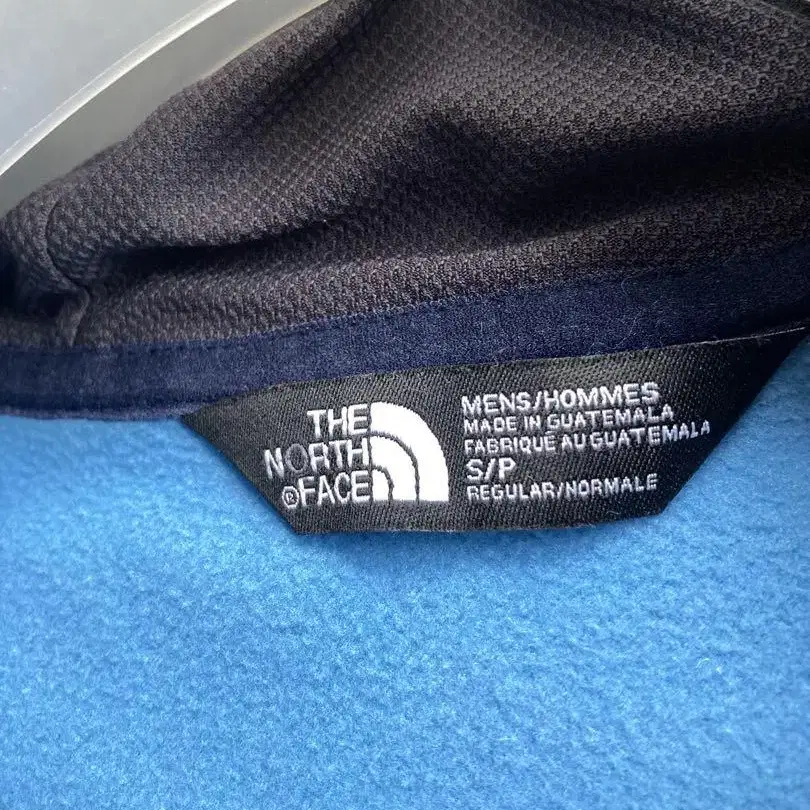 THE
NORTH
®FACE
MENS/HOMMES
MADE IN GUATEMALA
FABRIQUE AU GUATEMALA
S/P
REGULAR/NORMALE